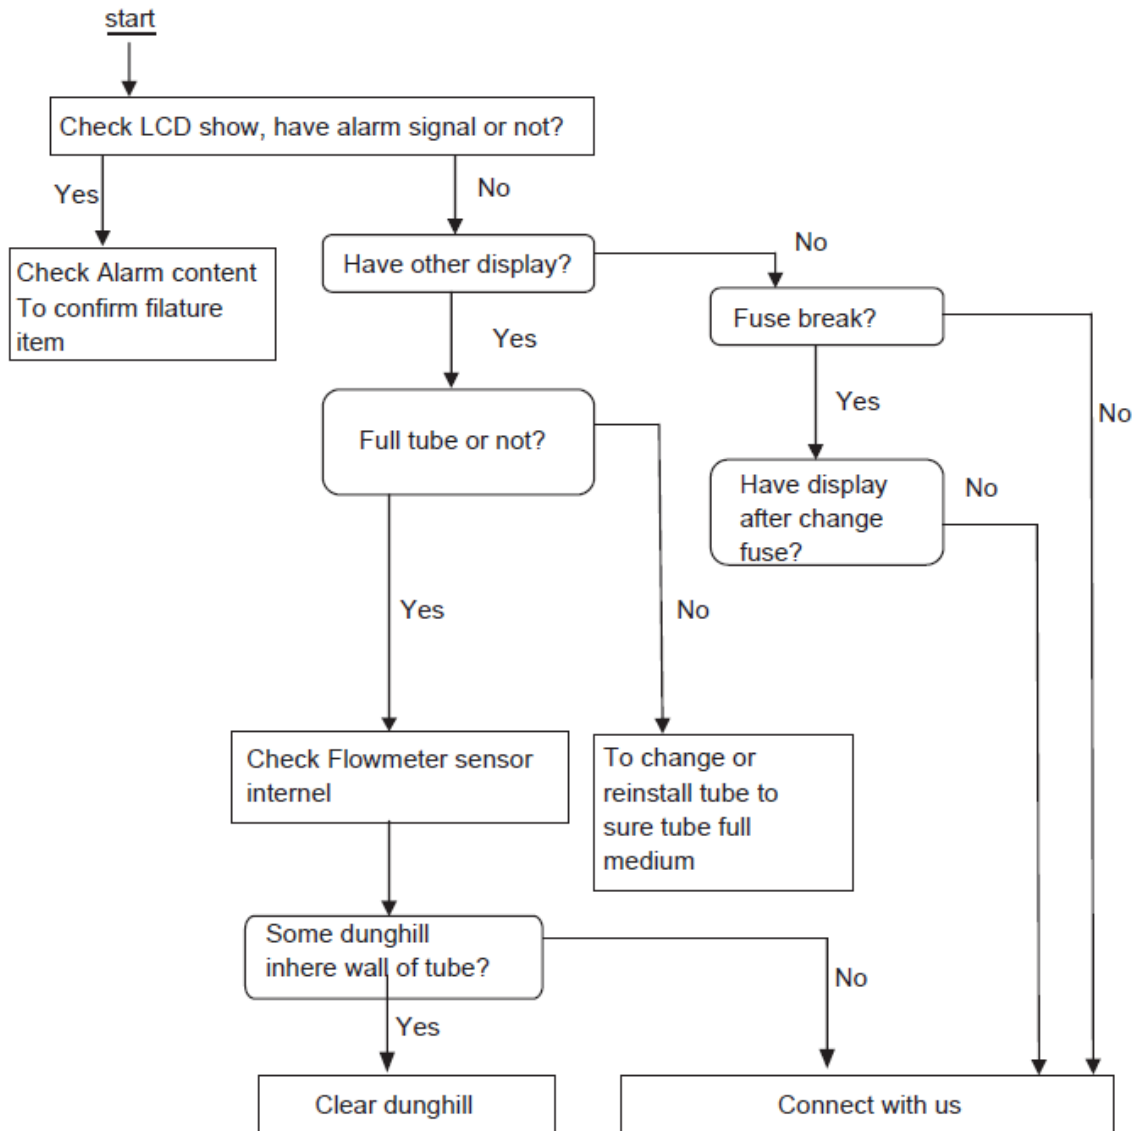 start
Check LCD show, have alarm signal or not?
Yes
No
Check Alarm content
To confirm filature
item
Have other display?
No
Fuse break?
Yes
Yes
No
Full tube or not?
Have display
after change
fuse?
No
Yes
No
Check Flowmeter sensor
internel
To change or
reinstall tube to
sure tube full
medium
Some dunghill
inhere wall of tube?
No
Yes
Clear dunghill
Connect with us